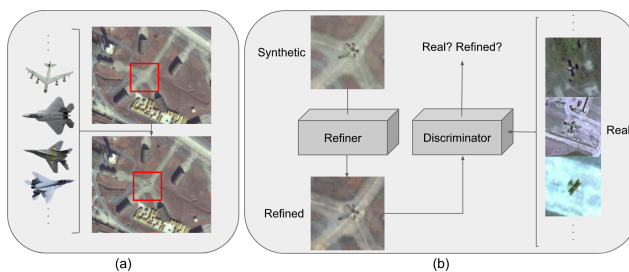 Synthetic
Real? Refined?
Refiner
Discriminator
Real
Refined
(a)
(b)